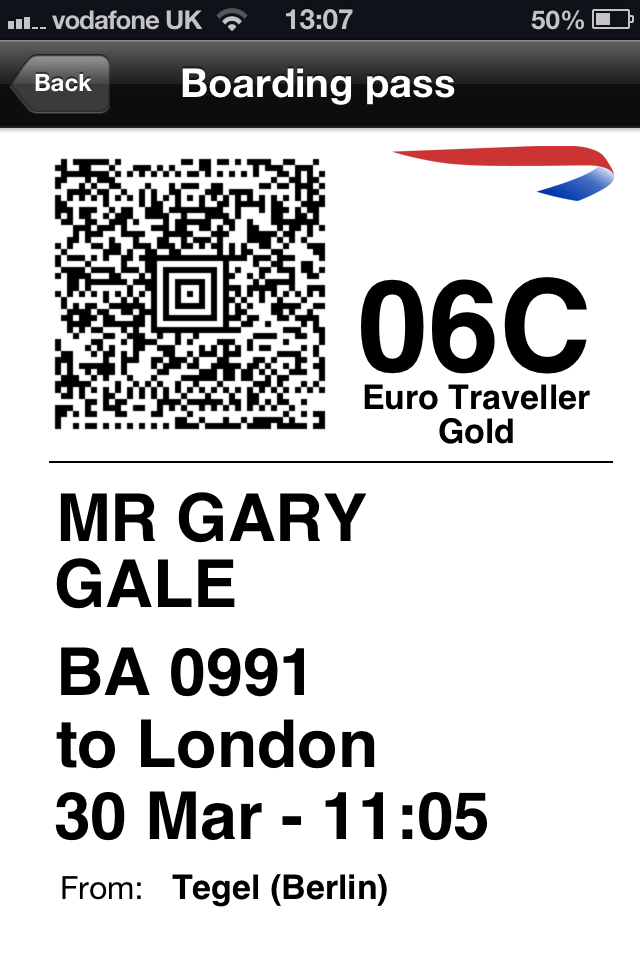 vodafone UK 13:07 50%
Back Boarding pass
06C
Euro Traveller
Gold
MR GARY
GALE
BA 0991
to London
30 Mar - 11:05
From: Tegel (Berlin)